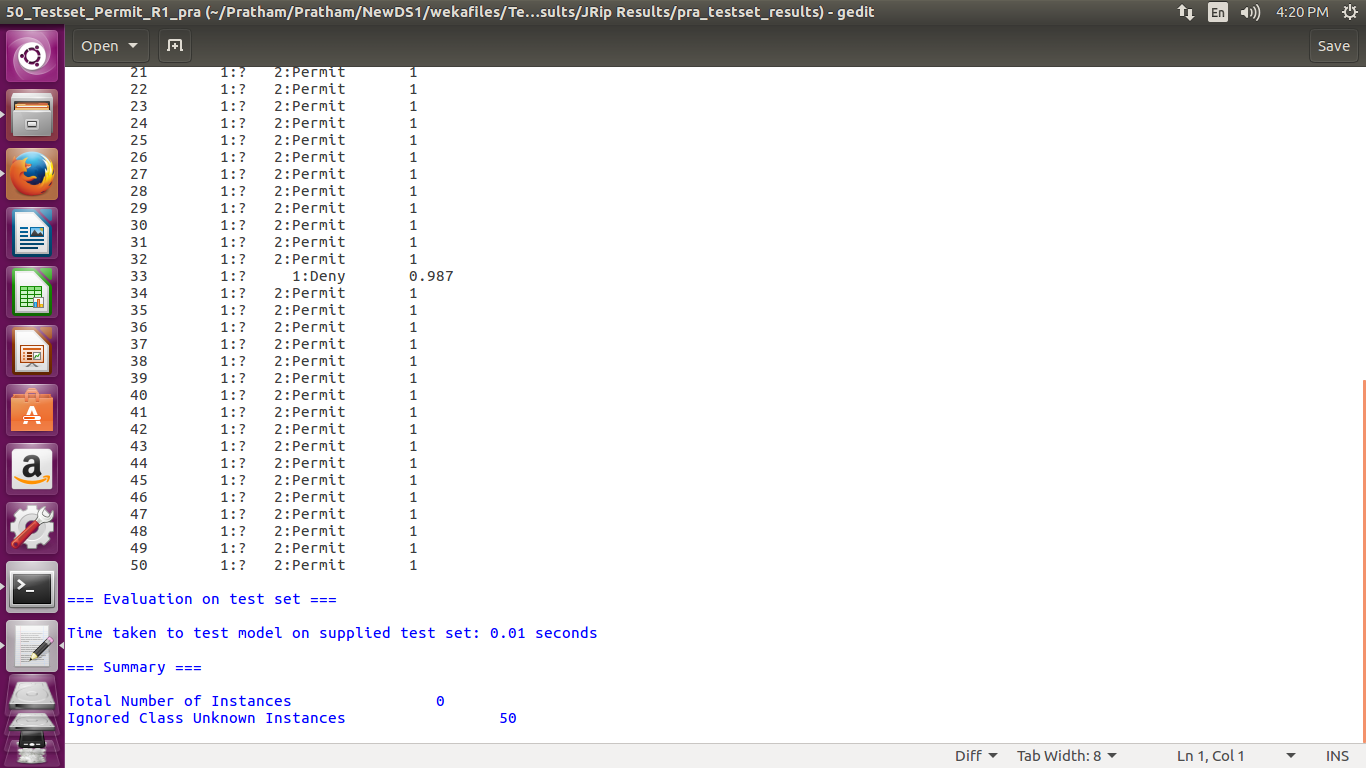 50_Testset_Permit_R1_pra (~/Pratham/Pratham/NewDS1/wekafiles/Te...sults/JRip Results/pra_testset_results) - gedit
En
4:20 PM
Open
Save
21 1:? 2:Permit 1
22 1:? 2:Permit 1
23 1:? 2:Permit 1
24 1:? 2:Permit 1
25 1:? 2:Permit 1
26 1:? 2:Permit 1
27 1:? 2:Permit 1
28 1:? 2:Permit 1
29 1:? 2:Permit 1
30 1:? 2:Permit 1
31 1:? 2:Permit 1
32 1:? 2:Permit 1
33 1:? 1:Deny 0.987
34 1:? 2:Permit 1
35 1:? 2:Permit 1
36 1:? 2:Permit 1
37 1:? 2:Permit 1
38 1:? 2:Permit 1
39 1:? 2:Permit 1
40 1:? 2:Permit 1
41 1:? 2:Permit 1
42 1:? 2:Permit 1
43 1:? 2:Permit 1
44 1:? 2:Permit 1
45 1:? 2:Permit 1
46 1:? 2:Permit 1
47 1:? 2:Permit 1
48 1:? 2:Permit 1
49 1:? 2:Permit 1
50 1:? 2:Permit 1
=== Evaluation on test set ===
Time taken to test model on supplied test set: 0.01 seconds
=== Summary ===
Total Number of Instances 0
Ignored Class Unknown Instances 50
Diff
Tab Width: 8
Ln 1, Col 1
INS